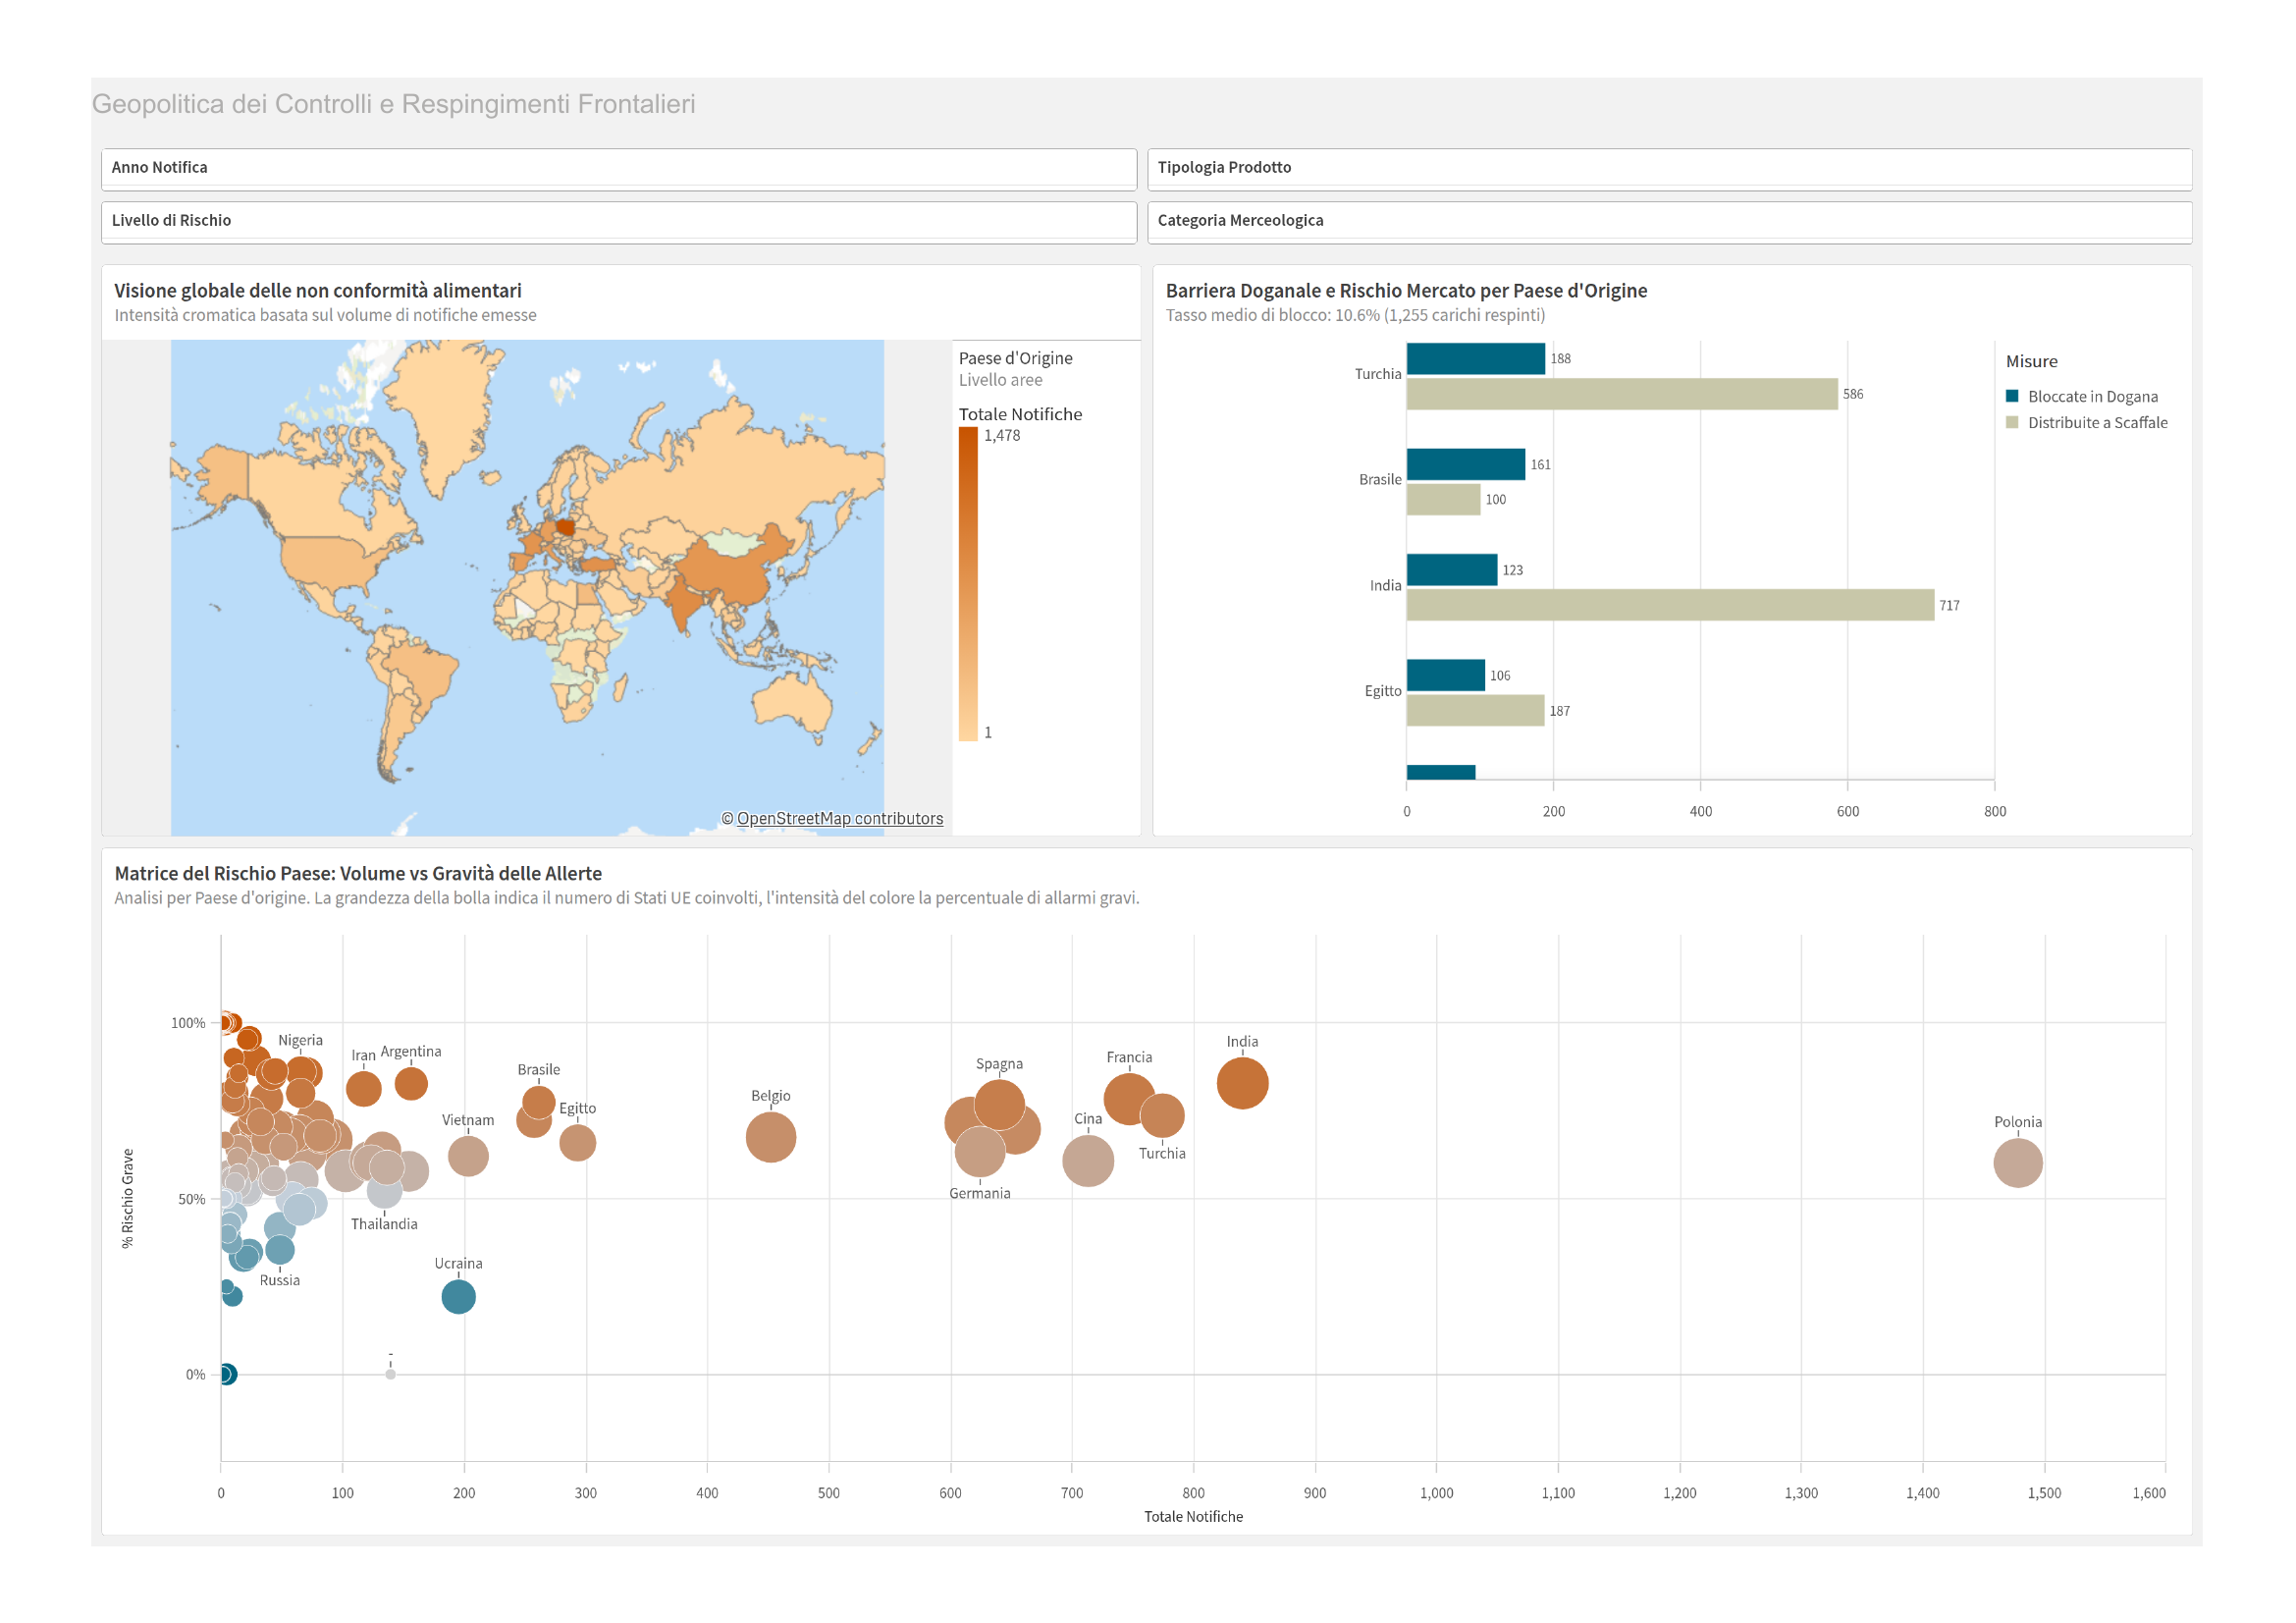 Geopolitica dei Controlli e Respingimenti Frontalieri
Anno Notifica
Tipologia Prodotto
Livello di Rischio
Categoria Merceologica
Visione globale delle non conformità alimentari
Intensità cromatica basata sul volume di notifiche emesse
Paese d'Origine
Livello aree
Totale Notifiche
1,478
1
© OpenStreetMap contributors
Barriera Doganale e Rischio Mercato per Paese d'Origine
Tasso medio di blocco: 10.6% (1,255 carichi respinti)
Turchia
188
586
Brasile
161
100
India
123
717
Egitto
106
187
0
200
400
600
800
Misure
Bloccate in Dogana
Distribuite a Scaffale
Matrice del Rischio Paese: Volume vs Gravità delle Allerte
Analisi per Paese d'origine. La grandezza della bolla indica il numero di Stati UE coinvolti, l'intensità del colore la percentuale di allarmi gravi.
% Rischio Grave
100%
50%
0%
Nigeria
Iran
Argentina
Brasile
Egitto
Vietnam
Thailandia
Russia
Ucraina
-
Belgio
Spagna
Germania
Cina
Francia
Turchia
India
Polonia
0
100
200
300
400
500
600
700
800
900
1,000
1,100
1,200
1,300
1,400
1,500
1,600
Totale Notifiche